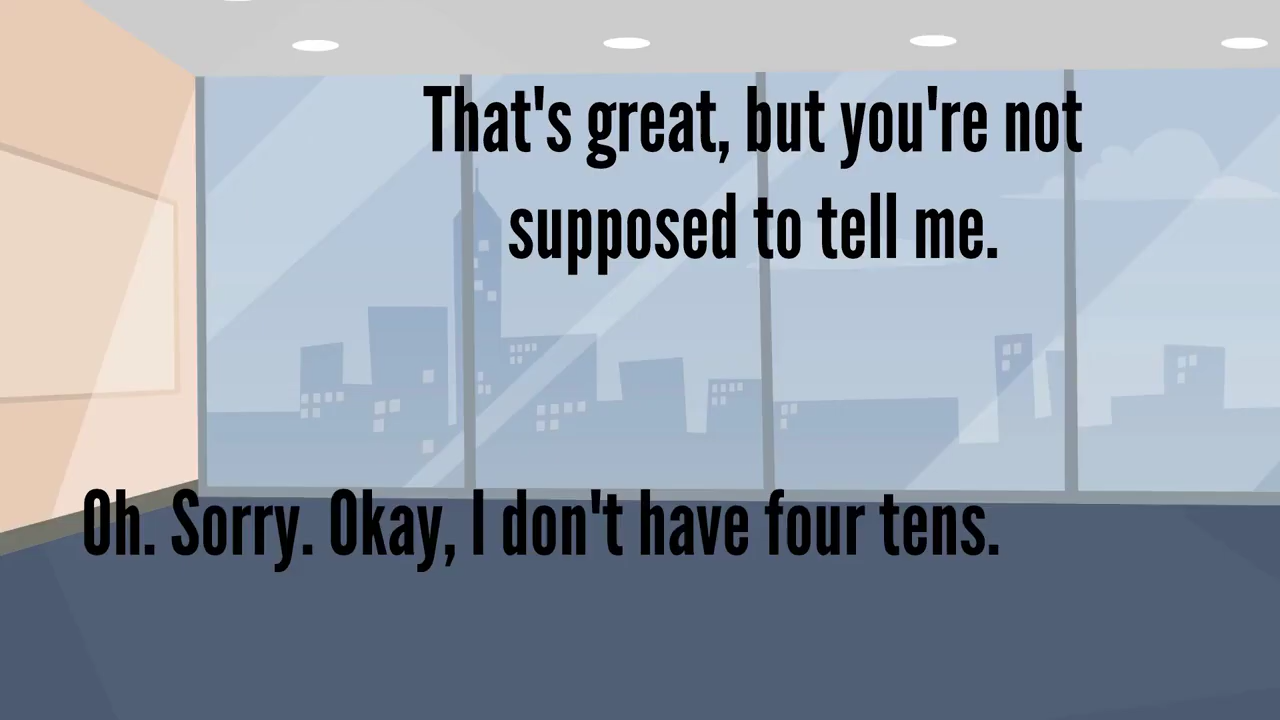 That's great, but you're not
supposed to tell me.
Oh. Sorry. Okay, I don't have four tens.